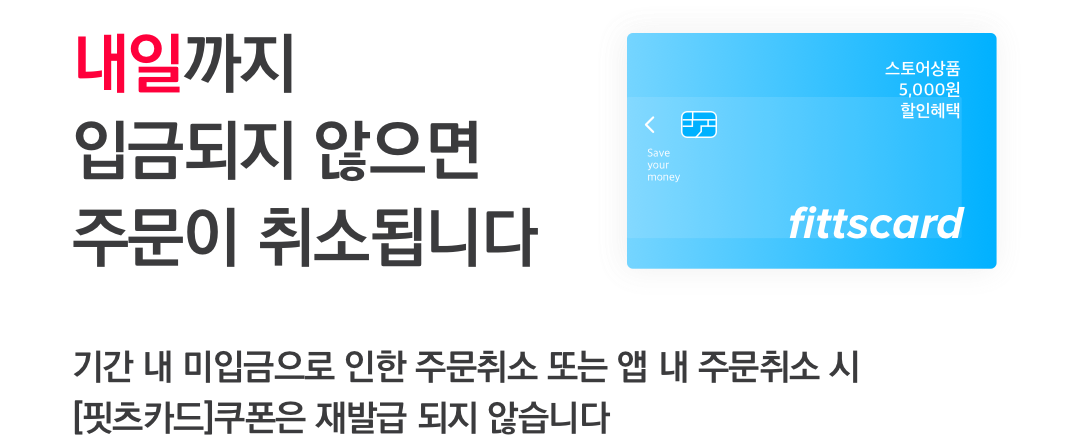 내일까지
입금되지 않으면
주문이 취소됩니다
스토어상품
5,000원
할인혜택
Save
your
money
fittscard
기간 내 미입금으로 인한 주문취소 또는 앱 내 주문취소 시
[핏츠카드]쿠폰은 재발급 되지 않습니다